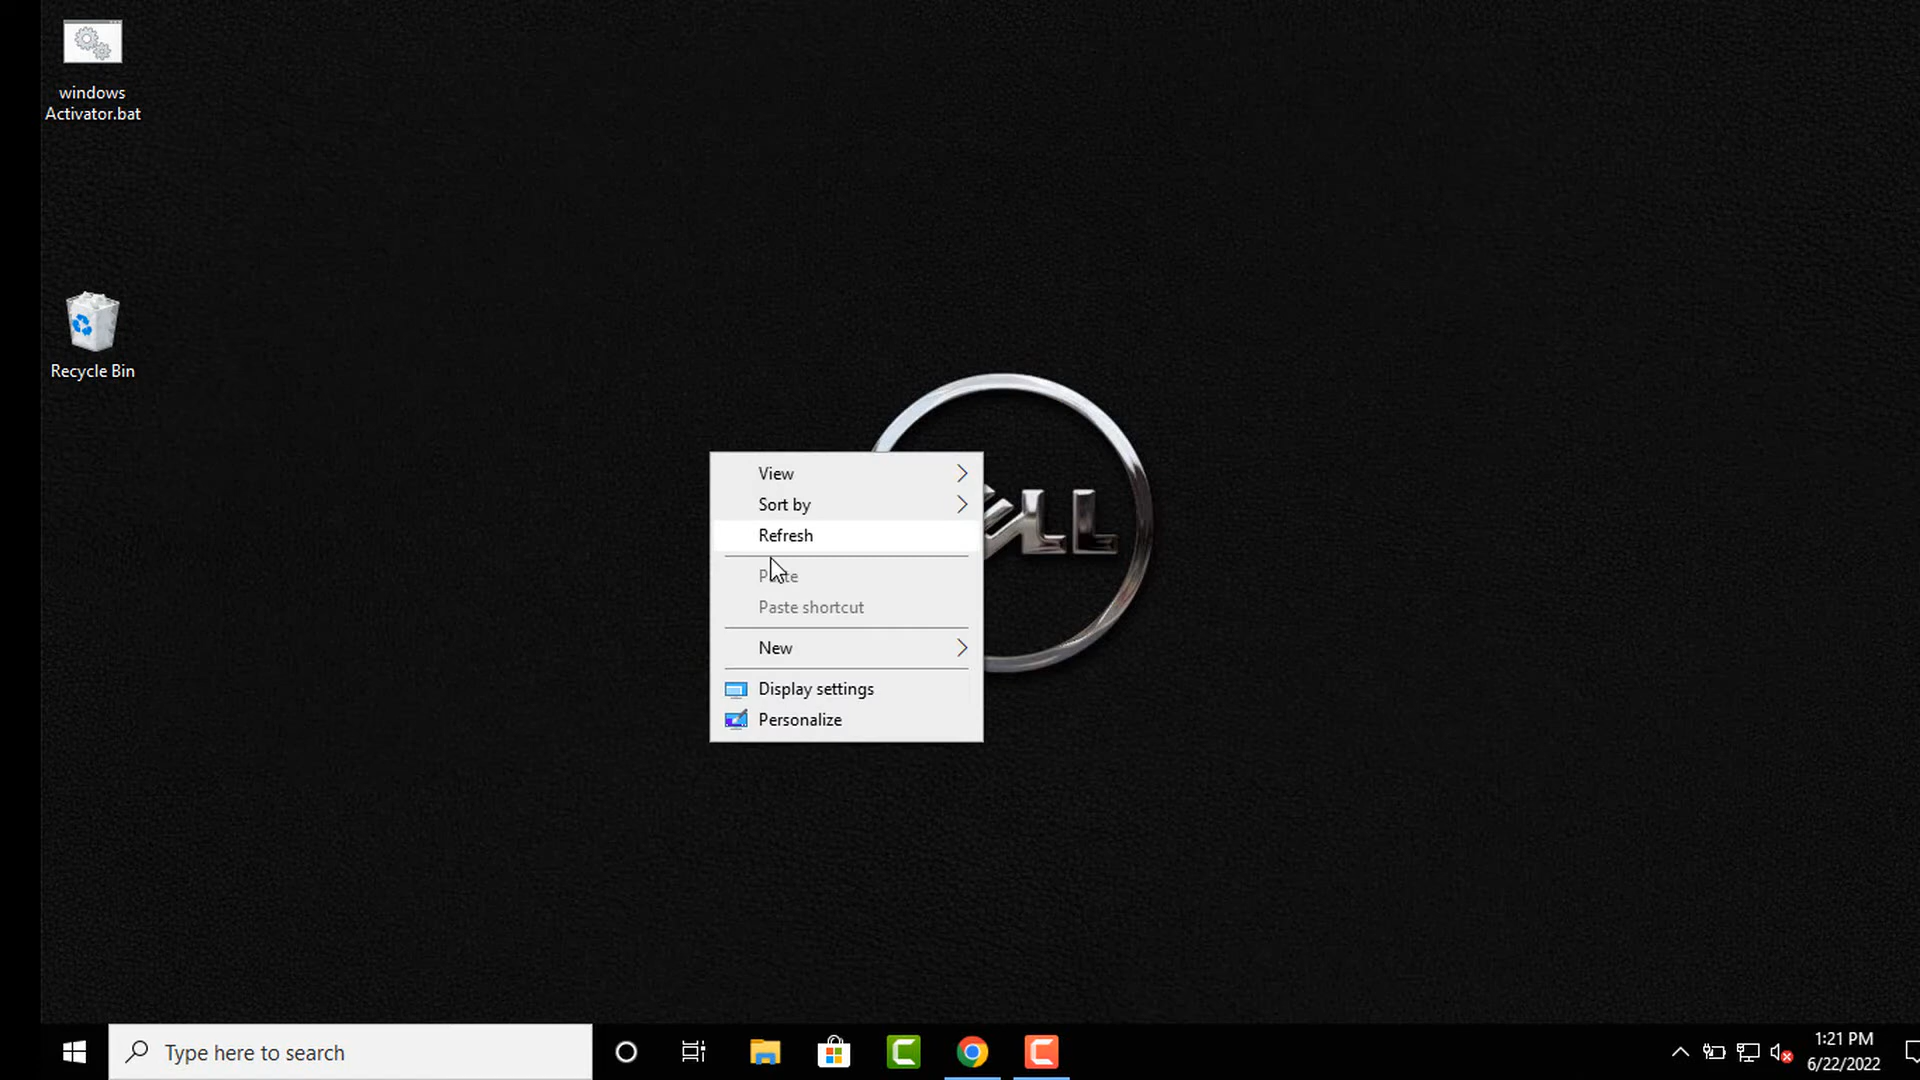 windows
Activator.bat
Recycle Bin
View
Sort by
Refresh
Paste
Paste shortcut
New
Display settings
Personalize
Type here to search
1:21 PM
6/22/2022